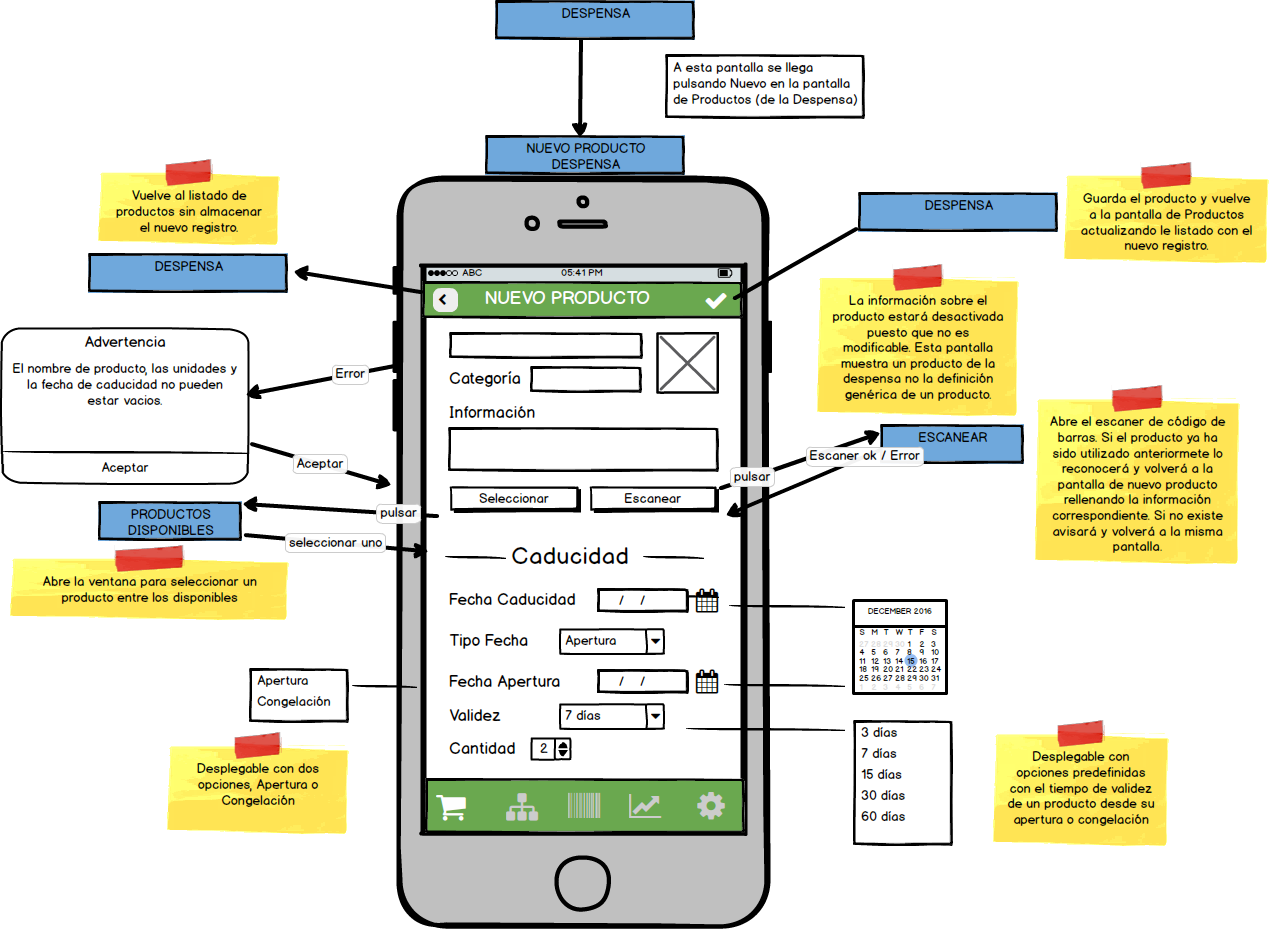 DESPENSA
A esta pantalla se llega
pulsando Nuevo en la pantalla
de Productos (de la Despensa)
NUEVO PRODUCTO
DESPENSA
Vuelve al listado de
productos sin almacenar
el nuevo registro.
DESPENSA
DESPENSA
Guarda el producto y vuelve
a la pantalla de Productos
actualizando le listado con el
nuevo registro.
ABC
05:41 PM
NUEVO PRODUCTO
La información sobre el
producto estará desactivada
puesto que no es
modificable. Esta pantalla
muestra un producto de la
despensa no la definición
genérica de un producto.
Advertencia
El nombre de producto, las unidades y
la fecha de caducidad no pueden
estar vacios.
Aceptar
Error
Aceptar
Categoría
Información
Seleccionar
Escanear
pulsar
Escaner ok / Error
ESCANEAR
Abre el escaner de código de
barras. Si el producto ya ha
sido utilizado anteriormete lo
reconocerá y volverá a la
pantalla de nuevo producto
rellenando la información
correspondiente. Si no existe
avisará y volverá a la misma
pantalla.
PRODUCTOS
DISPONIBLES
pulsar
seleccionar uno
Abre la ventana para seleccionar un
producto entre los disponibles
Caducidad
Fecha Caducidad
/ /
Tipo Fecha
Apertura
Fecha Apertura
/ /
Validez
7 días
Cantidad
2
DECEMBER 2016
S M T W T F S
27 28 29 30 1 2 3
4 5 6 7 8 9 10
11 12 13 14 15 16 17
18 19 20 21 22 23 24
25 26 27 28 29 30 31
1 2 3 4 5 6 7
Apertura
Congelación
Desplegable con dos
opciones, Apertura o
Congelación
3 días
7 días
15 días
30 días
60 días
Desplegable con
opciones predefinidas
con el tiempo de validez
de un producto desde su
apertura o congelación